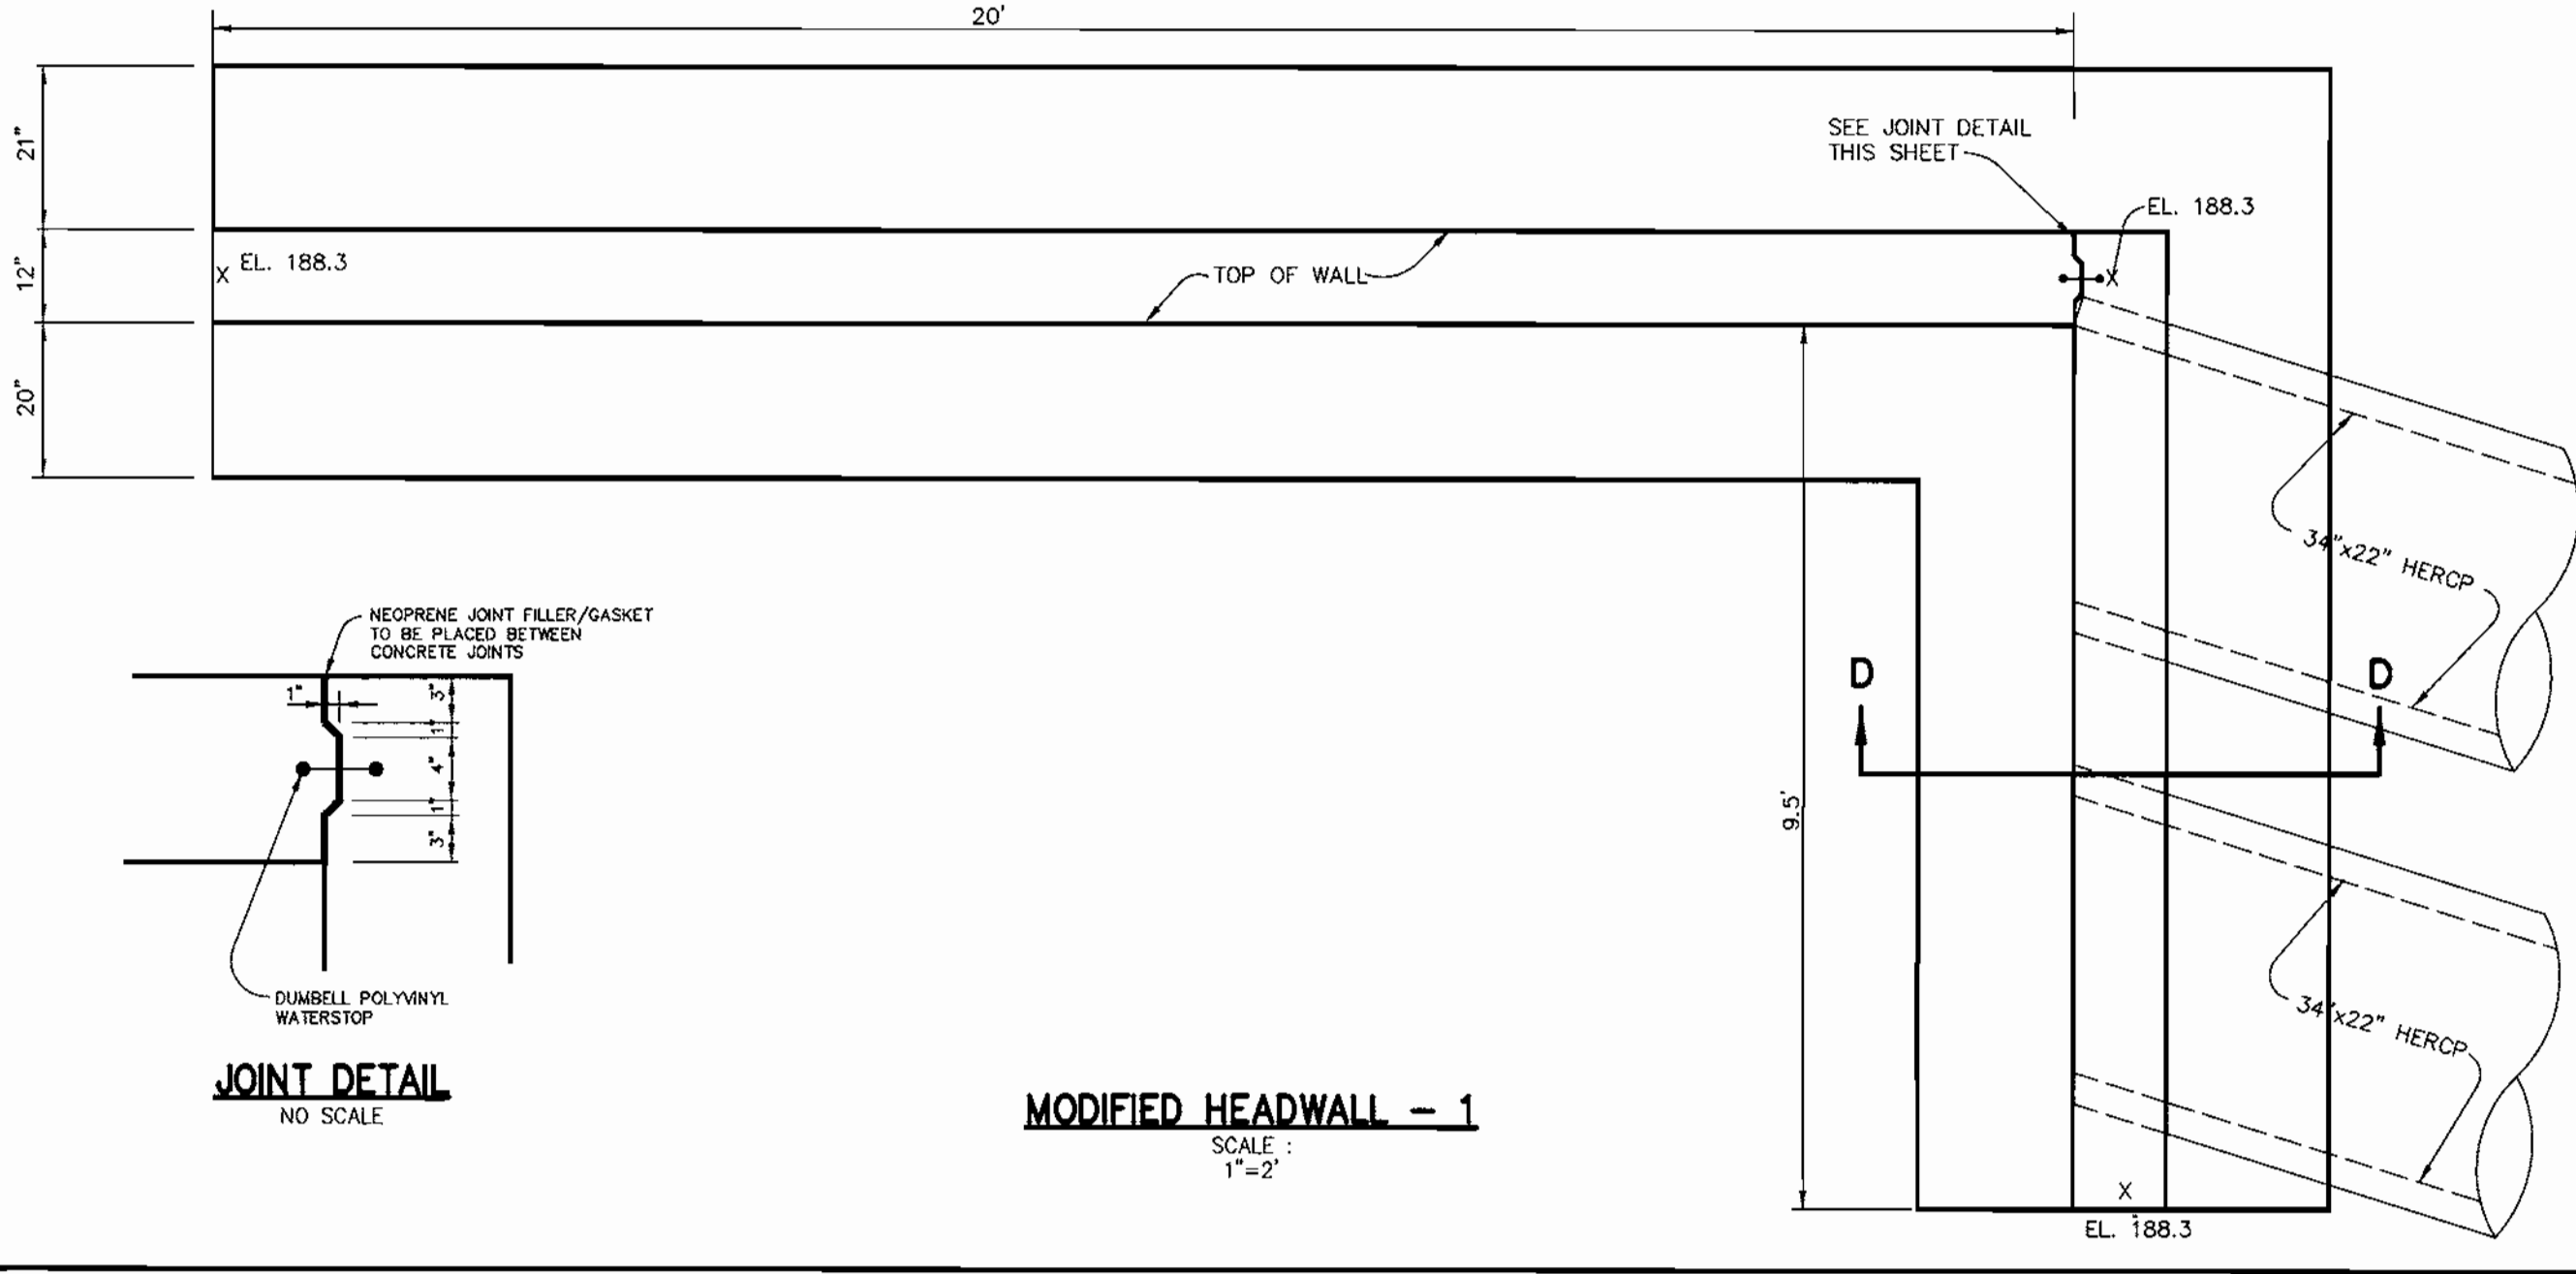 20'
21"
SEE JOINT DETAIL
THIS SHEET
EL. 188.3
12"
X EL. 188.3
TOP OF WALL
X
20"
34"x22" HERCP
NEOPRENE JOINT FILLER/GASKET
TO BE PLACED BETWEEN
CONCRETE JOINTS
1"
3"
1"
4"
1"
3"
D
D
9.5'
DUMBELL POLYVINYL
WATERSTOP
34"x22" HERCP
JOINT DETAIL
NO SCALE
MODIFIED HEADWALL - 1
SCALE :
1"=2'
X
EL. 188.3